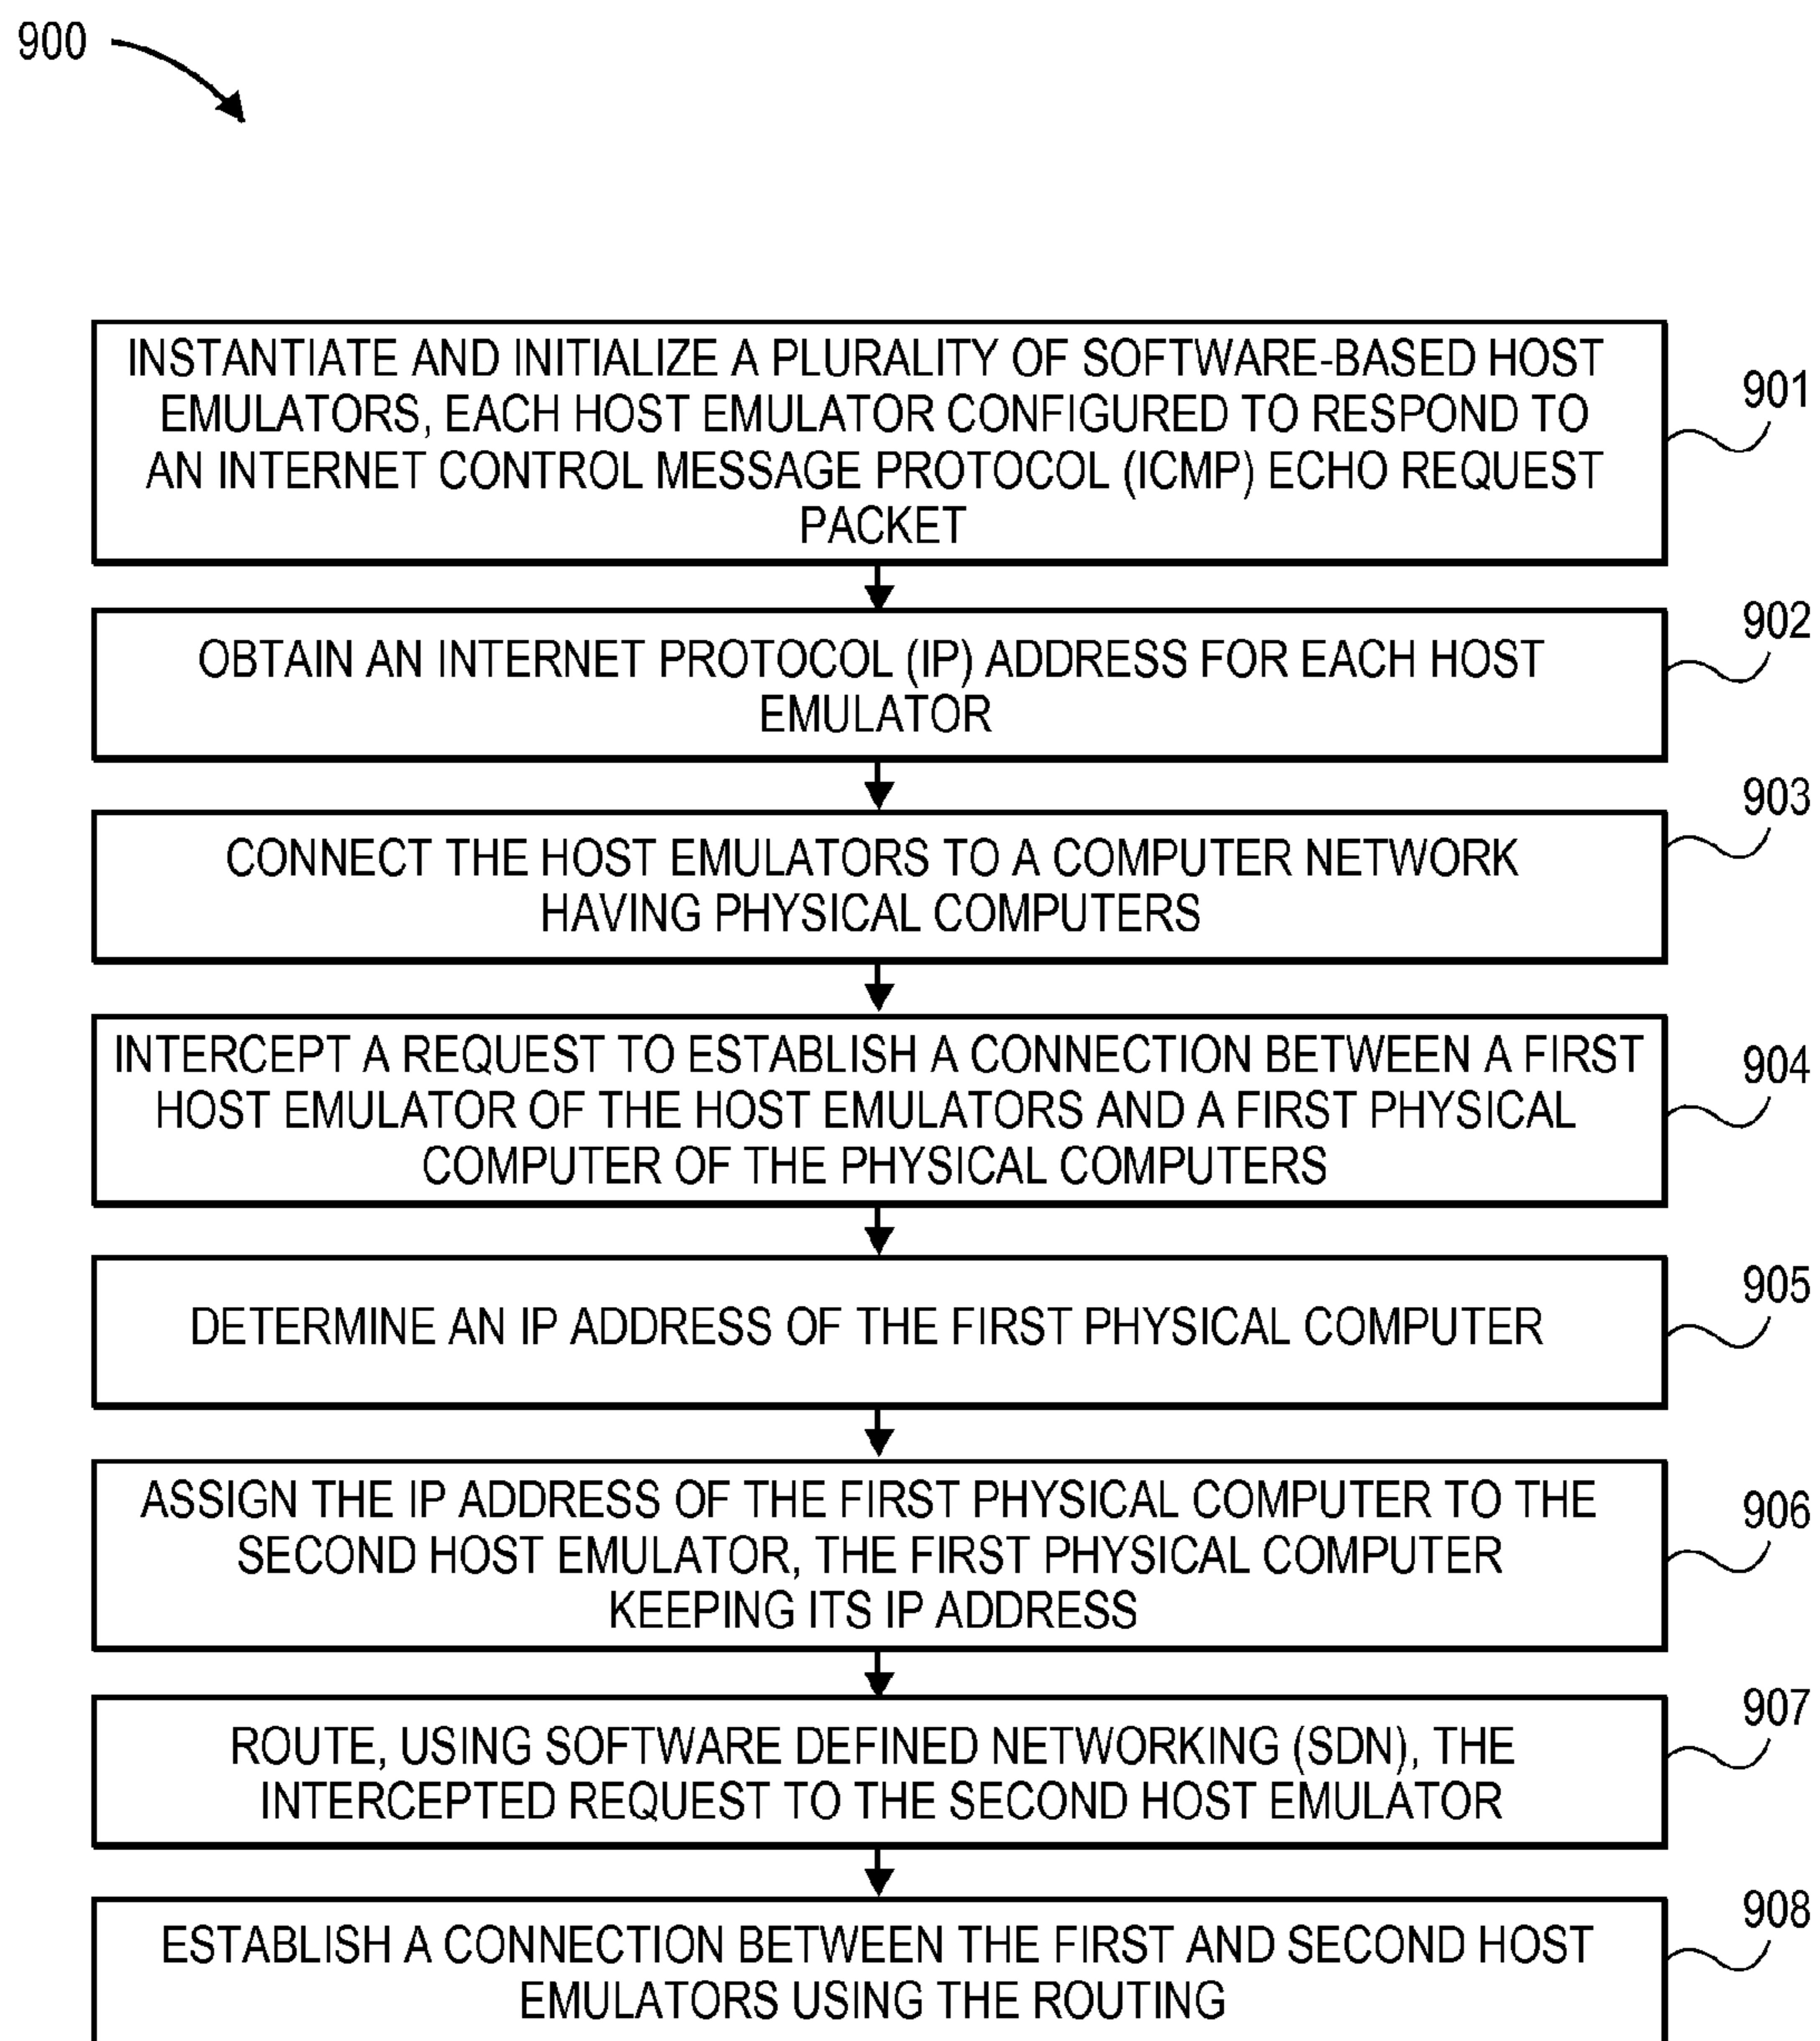 900
INSTANTIATE AND INITIALIZE A PLURALITY OF SOFTWARE-BASED HOST
EMULATORS, EACH HOST EMULATOR CONFIGURED TO RESPOND TO
AN INTERNET CONTROL MESSAGE PROTOCOL (ICMP) ECHO REQUEST
PACKET
901
OBTAIN AN INTERNET PROTOCOL (IP) ADDRESS FOR EACH HOST
EMULATOR
902
CONNECT THE HOST EMULATORS TO A COMPUTER NETWORK
HAVING PHYSICAL COMPUTERS
903
INTERCEPT A REQUEST TO ESTABLISH A CONNECTION BETWEEN A FIRST
HOST EMULATOR OF THE HOST EMULATORS AND A FIRST PHYSICAL
COMPUTER OF THE PHYSICAL COMPUTERS
904
DETERMINE AN IP ADDRESS OF THE FIRST PHYSICAL COMPUTER
905
ASSIGN THE IP ADDRESS OF THE FIRST PHYSICAL COMPUTER TO THE
SECOND HOST EMULATOR, THE FIRST PHYSICAL COMPUTER
KEEPING ITS IP ADDRESS
906
ROUTE, USING SOFTWARE DEFINED NETWORKING (SDN), THE
INTERCEPTED REQUEST TO THE SECOND HOST EMULATOR
907
ESTABLISH A CONNECTION BETWEEN THE FIRST AND SECOND HOST
EMULATORS USING THE ROUTING
908